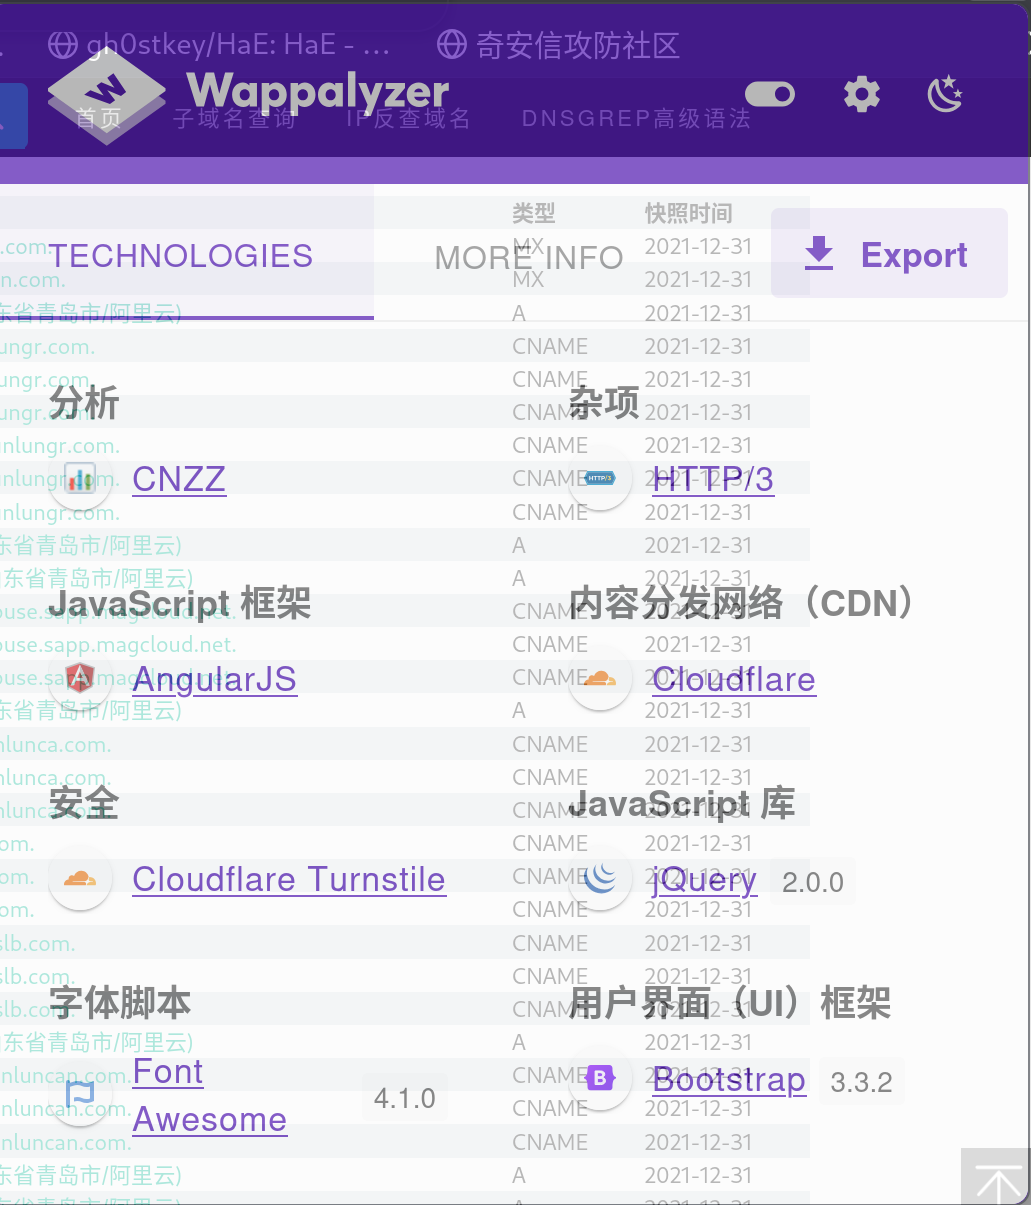 gh0stkey/HaE: HaE - ... 奇安信攻防社区
Wappalyzer
首页 子域名查询 IP反查域名 DNSGREP高级语法
类型 快照时间
.com. MX 2021-12-31
TECHNOLOGIES MORE INFO Export
n.com. MX 2021-12-31
东省青岛市/阿里云) A 2021-12-31
ungr.com. CNAME 2021-12-31
ungr.com. CNAME 2021-12-31
分析 杂项
ungr.com. CNAME 2021-12-31
nlungr.com. CNAME 2021-12-31
nlungr.com. CNAME 2021-12-31
CNZZ HTTP/3
nlungr.com. CNAME 2021-12-31
东省青岛市/阿里云) A 2021-12-31
东省青岛市/阿里云) A 2021-12-31
JavaScript 框架 内容分发网络（CDN）
ouse.sapp.magcloud.net. CNAME 2021-12-31
ouse.sapp.magcloud.net. CNAME 2021-12-31
ouse.sapp.magcloud.net. CNAME 2021-12-31
AngularJS Cloudflare
东省青岛市/阿里云) A 2021-12-31
nlunca.com. CNAME 2021-12-31
nlunca.com. CNAME 2021-12-31
安全 JavaScript 库
nlunca.com. CNAME 2021-12-31
om. CNAME 2021-12-31
om. CNAME 2021-12-31
Cloudflare Turnstile jQuery 2.0.0
om. CNAME 2021-12-31
slb.com. CNAME 2021-12-31
slb.com. CNAME 2021-12-31
字体脚本 用户界面（UI）框架
slb.com. CNAME 2021-12-31
东省青岛市/阿里云) A 2021-12-31
nluncan.com. CNAME 2021-12-31
Font
Awesome 4.1.0 Bootstrap 3.3.2
nluncan.com. CNAME 2021-12-31
nluncan.com. CNAME 2021-12-31
东省青岛市/阿里云) A 2021-12-31